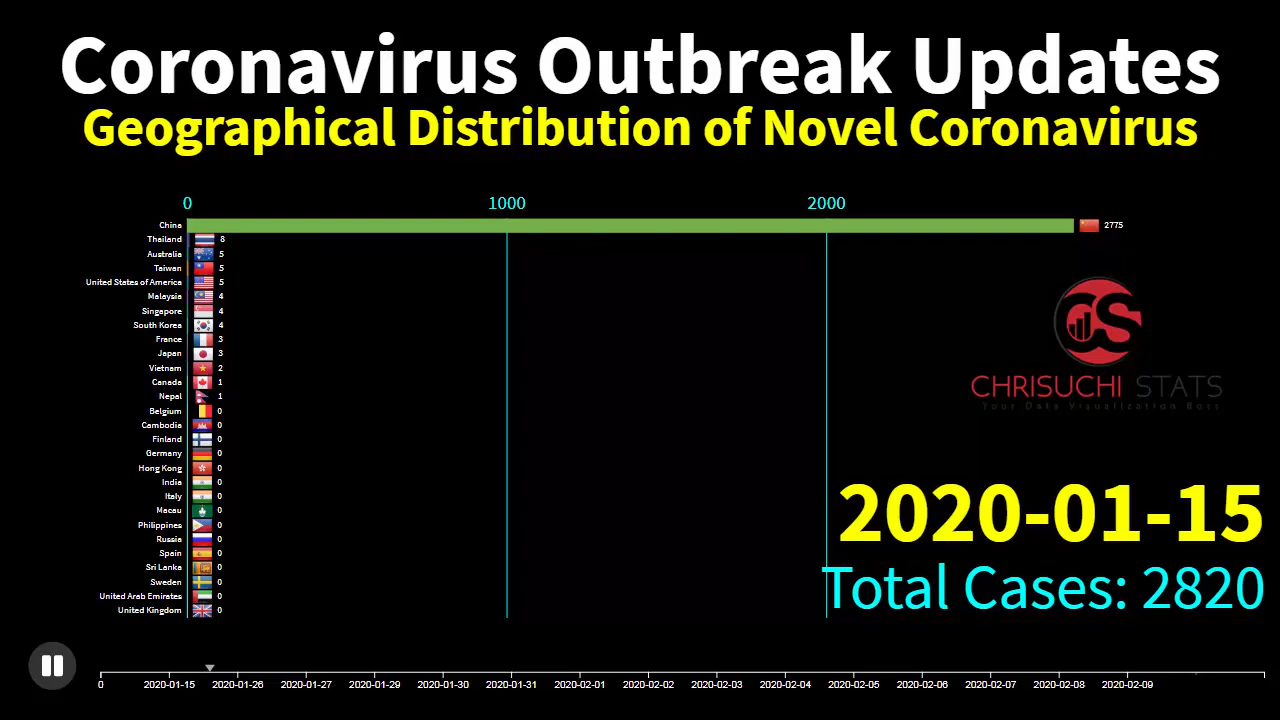 Coronavirus Outbreak Updates
Geographical Distribution of Novel Coronavirus
0 1000 2000
China 2775
Thailand 8
Australia 5
Taiwan 5
United States of America 5
Malaysia 4
Singapore 4
South Korea 4
France 3
Japan 3
Vietnam 2
Canada 1
Nepal 1
Belgium 0
Cambodia 0
Finland 0
Germany 0
Hong Kong 0
India 0
Italy 0
Macau 0
Philippines 0
Russia 0
Spain 0
Sri Lanka 0
Sweden 0
United Arab Emirates 0
United Kingdom 0
CS
CHRISUCHI STATS
Your Data Visualization Boss
2020-01-15
Total Cases: 2820
0 2020-01-15 2020-01-26 2020-01-27 2020-01-29 2020-01-30 2020-01-31 2020-02-01 2020-02-02 2020-02-03 2020-02-04 2020-02-05 2020-02-06 2020-02-07 2020-02-08 2020-02-09